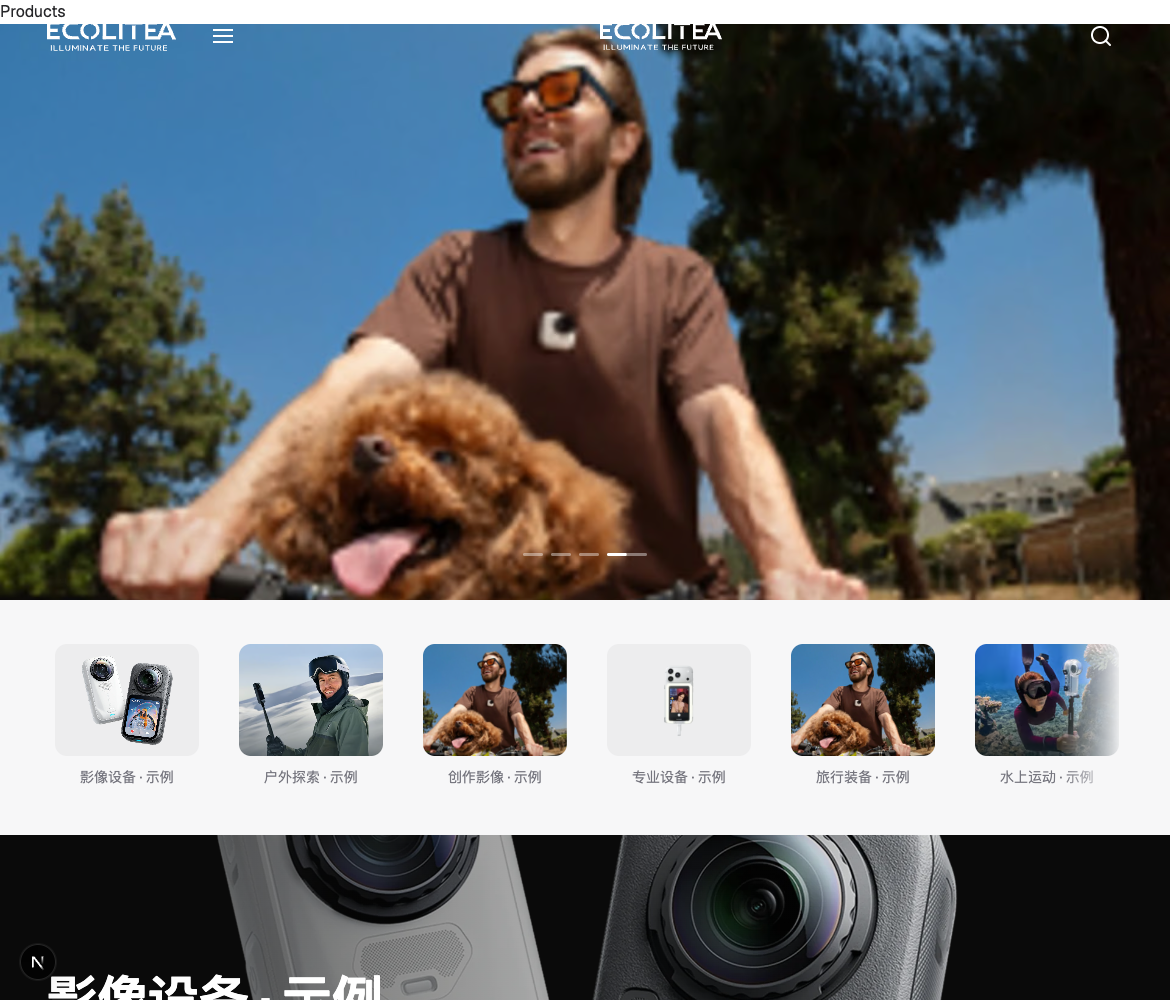 Products
ECOLITEA
ILLUMINATE THE FUTURE
ECOLITEA
ILLUMINATE THE FUTURE
影像设备 · 示例
户外探索 · 示例
创作影像 · 示例
专业设备 · 示例
旅行装备 · 示例
水上运动 · 示例
N
影像设备 · 示例